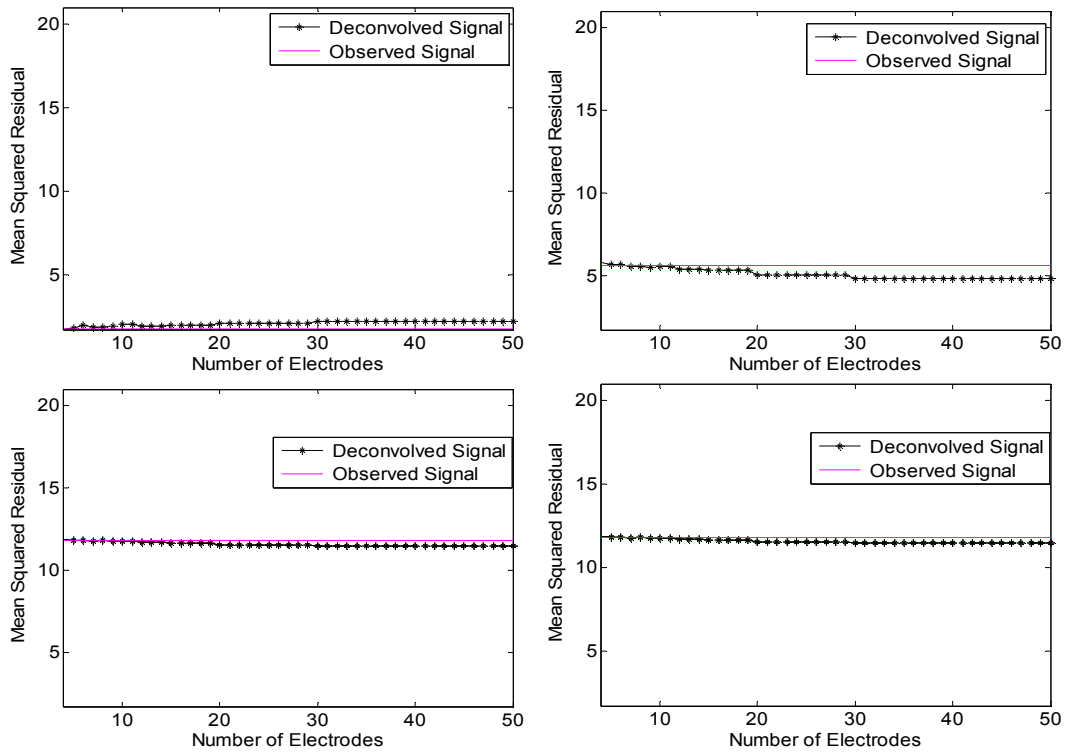 20
15
10
5
Mean Squared Residual
Deconvolved Signal
Observed Signal
10 20 30 40 50
Number of Electrodes
20
15
10
5
Mean Squared Residual
Deconvolved Signal
Observed Signal
10 20 30 40 50
Number of Electrodes
20
15
10
5
Mean Squared Residual
Deconvolved Signal
Observed Signal
10 20 30 40 50
Number of Electrodes
20
15
10
5
Mean Squared Residual
Deconvolved Signal
Observed Signal
10 20 30 40 50
Number of Electrodes